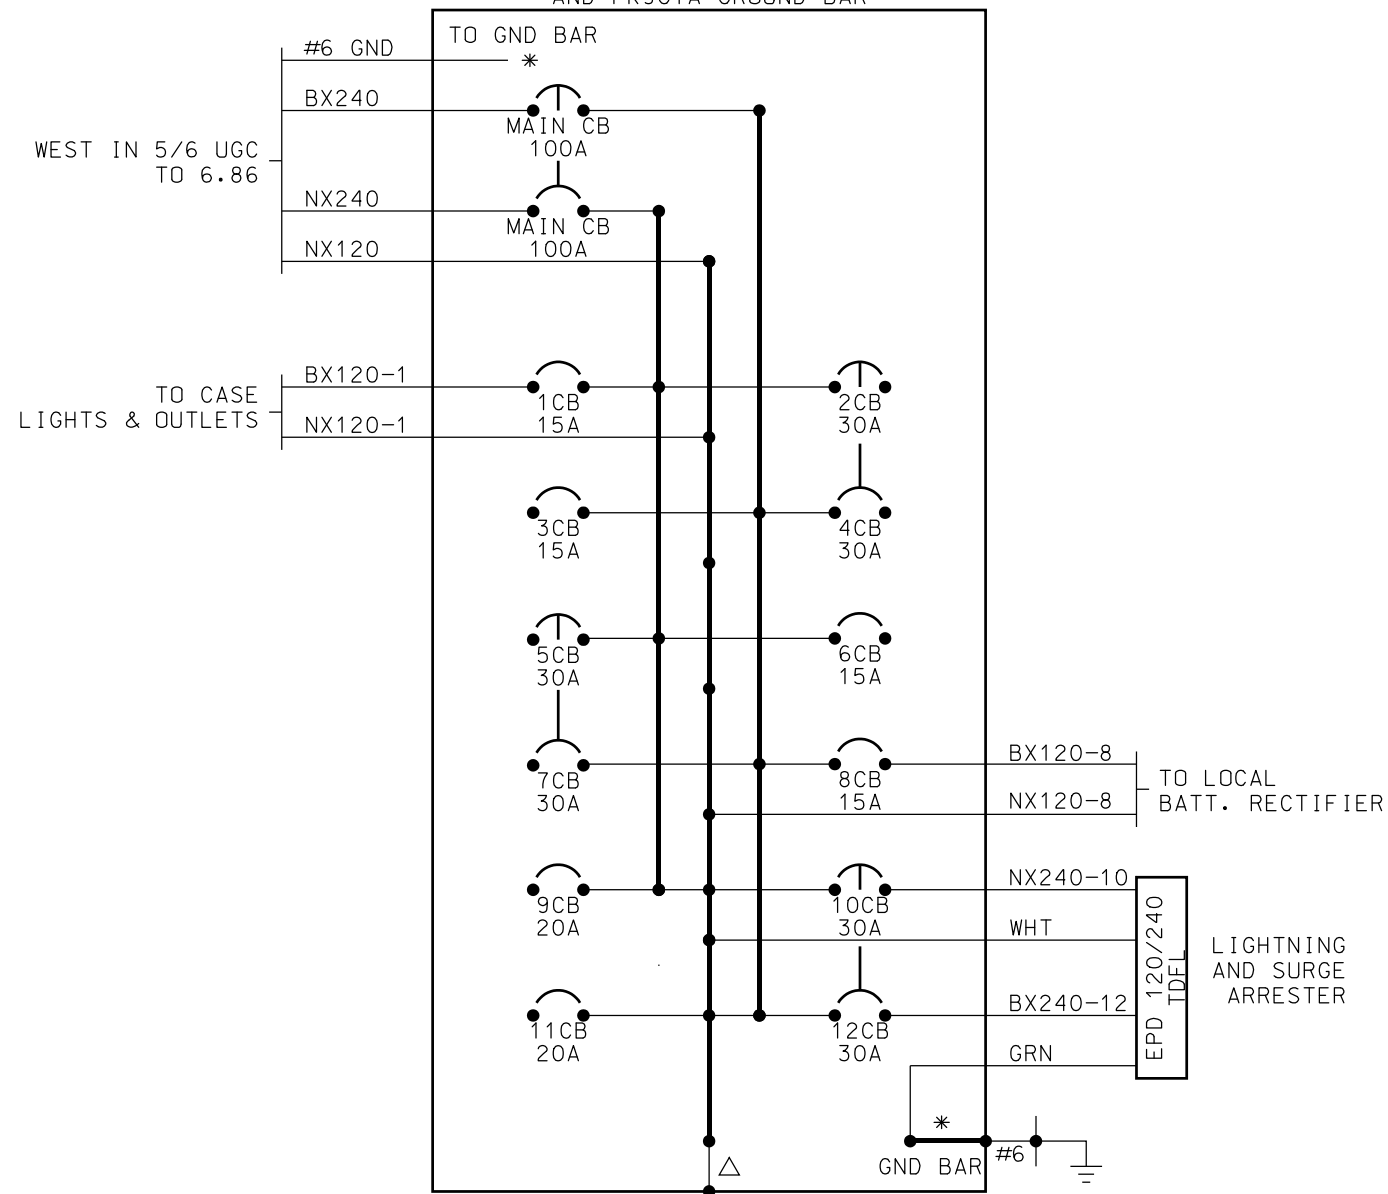 TO GND BAR
#6 GND
*
BX240
MAIN CB
100A
WEST IN 5/6 UGC
TO 6.86
NX240
MAIN CB
100A
NX120
BX120-1
TO CASE
LIGHTS & OUTLETS
1CB
15A
NX120-1
2CB
30A
3CB
15A
4CB
30A
5CB
30A
6CB
15A
7CB
30A
8CB
15A
BX120-8
TO LOCAL
BATT. RECTIFIER
NX120-8
9CB
20A
10CB
30A
NX240-10
WHT
EPD 120/240
TDFL
LIGHTNING
AND SURGE
ARRESTER
11CB
20A
12CB
30A
BX240-12
GRN
*
GND BAR
#6